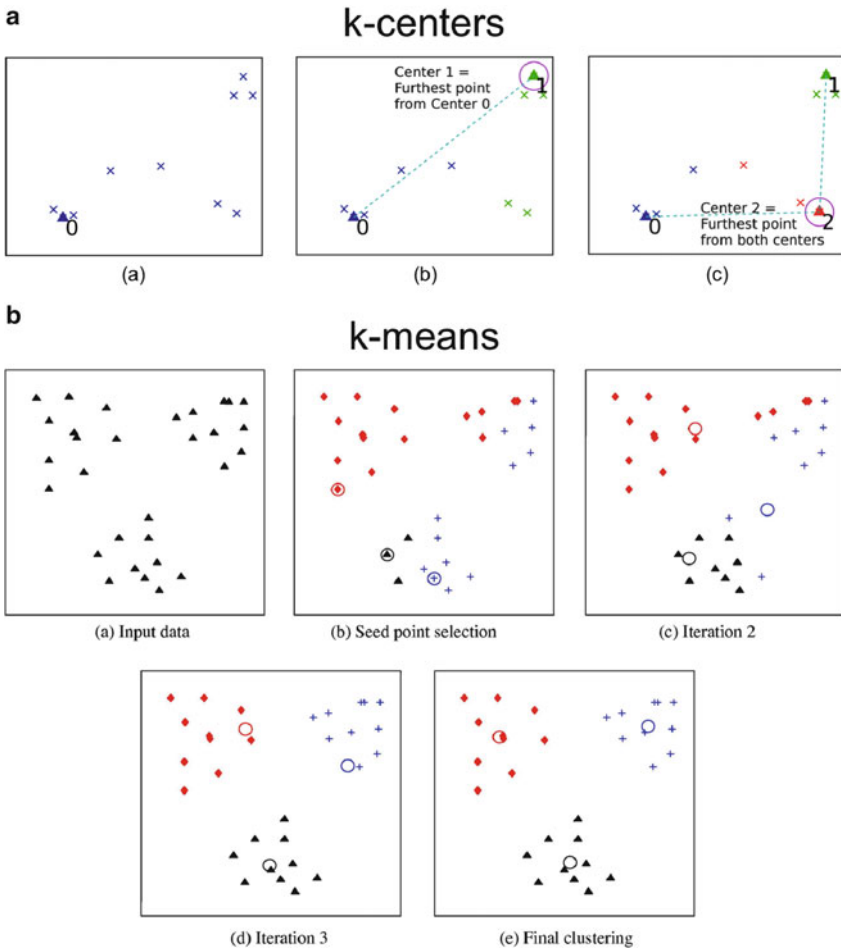 a
k-centers
0
(a)
Center 1 =
Furthest point
from Center 0
1
0
(b)
1
0
Center 2 =
Furthest point
from both centers
2
(c)
b
k-means
(a) Input data
(b) Seed point selection
(c) Iteration 2
(d) Iteration 3
(e) Final clustering